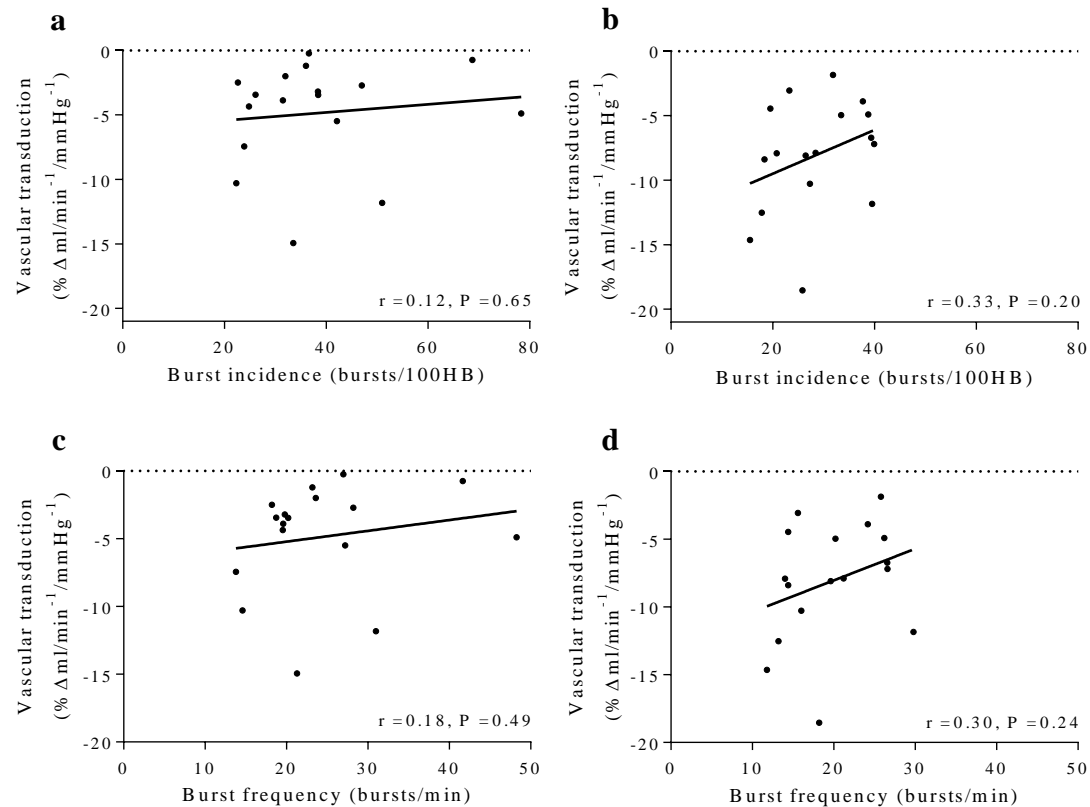 a
Vascular transduction
(% Δ ml/min⁻¹/mmHg⁻¹)
0
-5
-10
-15
-20
r =0.12, P =0.65
0 20 40 60 80
Burst incidence (bursts/100HB)
b
Vascular transduction
(% Δ ml/min⁻¹/mmHg⁻¹)
0
-5
-10
-15
-20
r =0.33, P =0.20
0 20 40 60 80
Burst incidence (bursts/100HB)
c
Vascular transduction
(% Δ ml/min⁻¹/mmHg⁻¹)
0
-5
-10
-15
-20
r =0.18, P =0.49
0 10 20 30 40 50
Burst frequency (bursts/min)
d
Vascular transduction
(% Δ ml/min⁻¹/mmHg⁻¹)
0
-5
-10
-15
-20
r =0.30, P =0.24
0 10 20 30 40 50
Burst frequency (bursts/min)